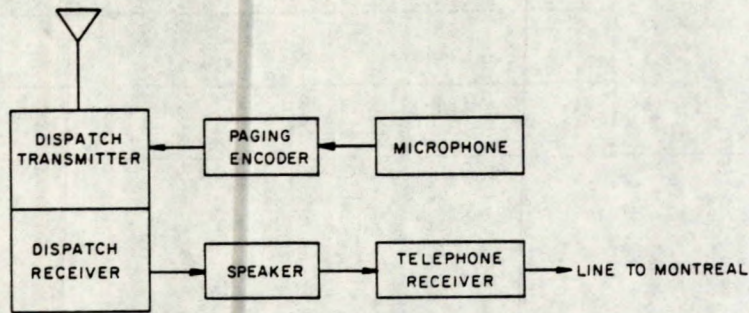 DISPATCH
TRANSMITTER
PAGING
ENCODER
MICROPHONE
DISPATCH
RECEIVER
SPEAKER
TELEPHONE
RECEIVER
LINE TO MONTREAL